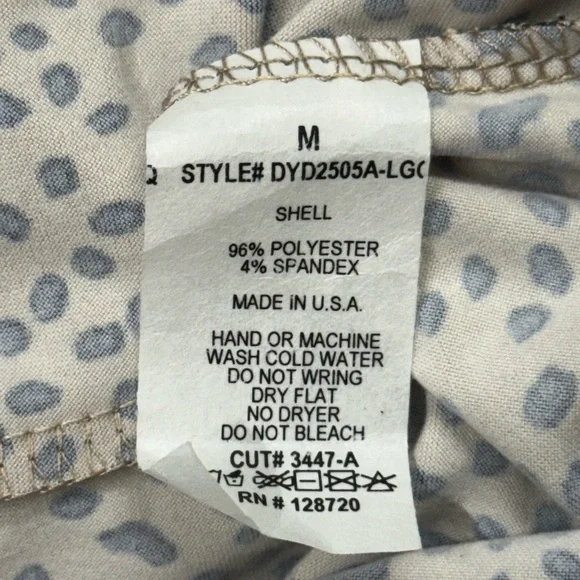 M
STYLE# DYD2505A-LG
SHELL
96% POLYESTER
4% SPANDEX
MADE IN U.S.A.
HAND OR MACHINE
WASH COLD WATER
DO NOT WRING
DRY FLAT
NO DRYER
DO NOT BLEACH
CUT# 3447-A
RN # 128720